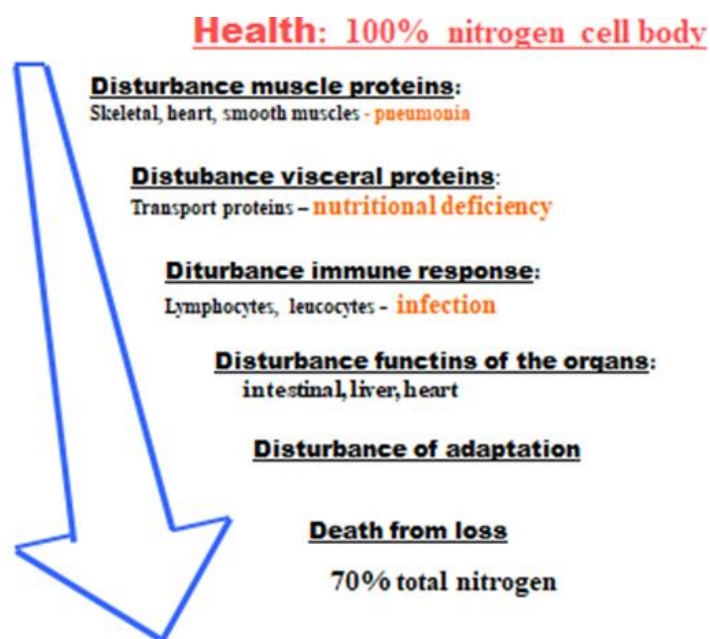 Health: 100% nitrogen cell body
Disturbance muscle proteins:
Skeletal, heart, smooth muscles - pneumonia
Distubance visceral proteins:
Transport proteins – nutritional deficiency
Diturbance immune response:
Lymphocytes, leucocytes - infection
Disturbance functins of the organs:
intestinal, liver, heart
Disturbance of adaptation
Death from loss
70% total nitrogen